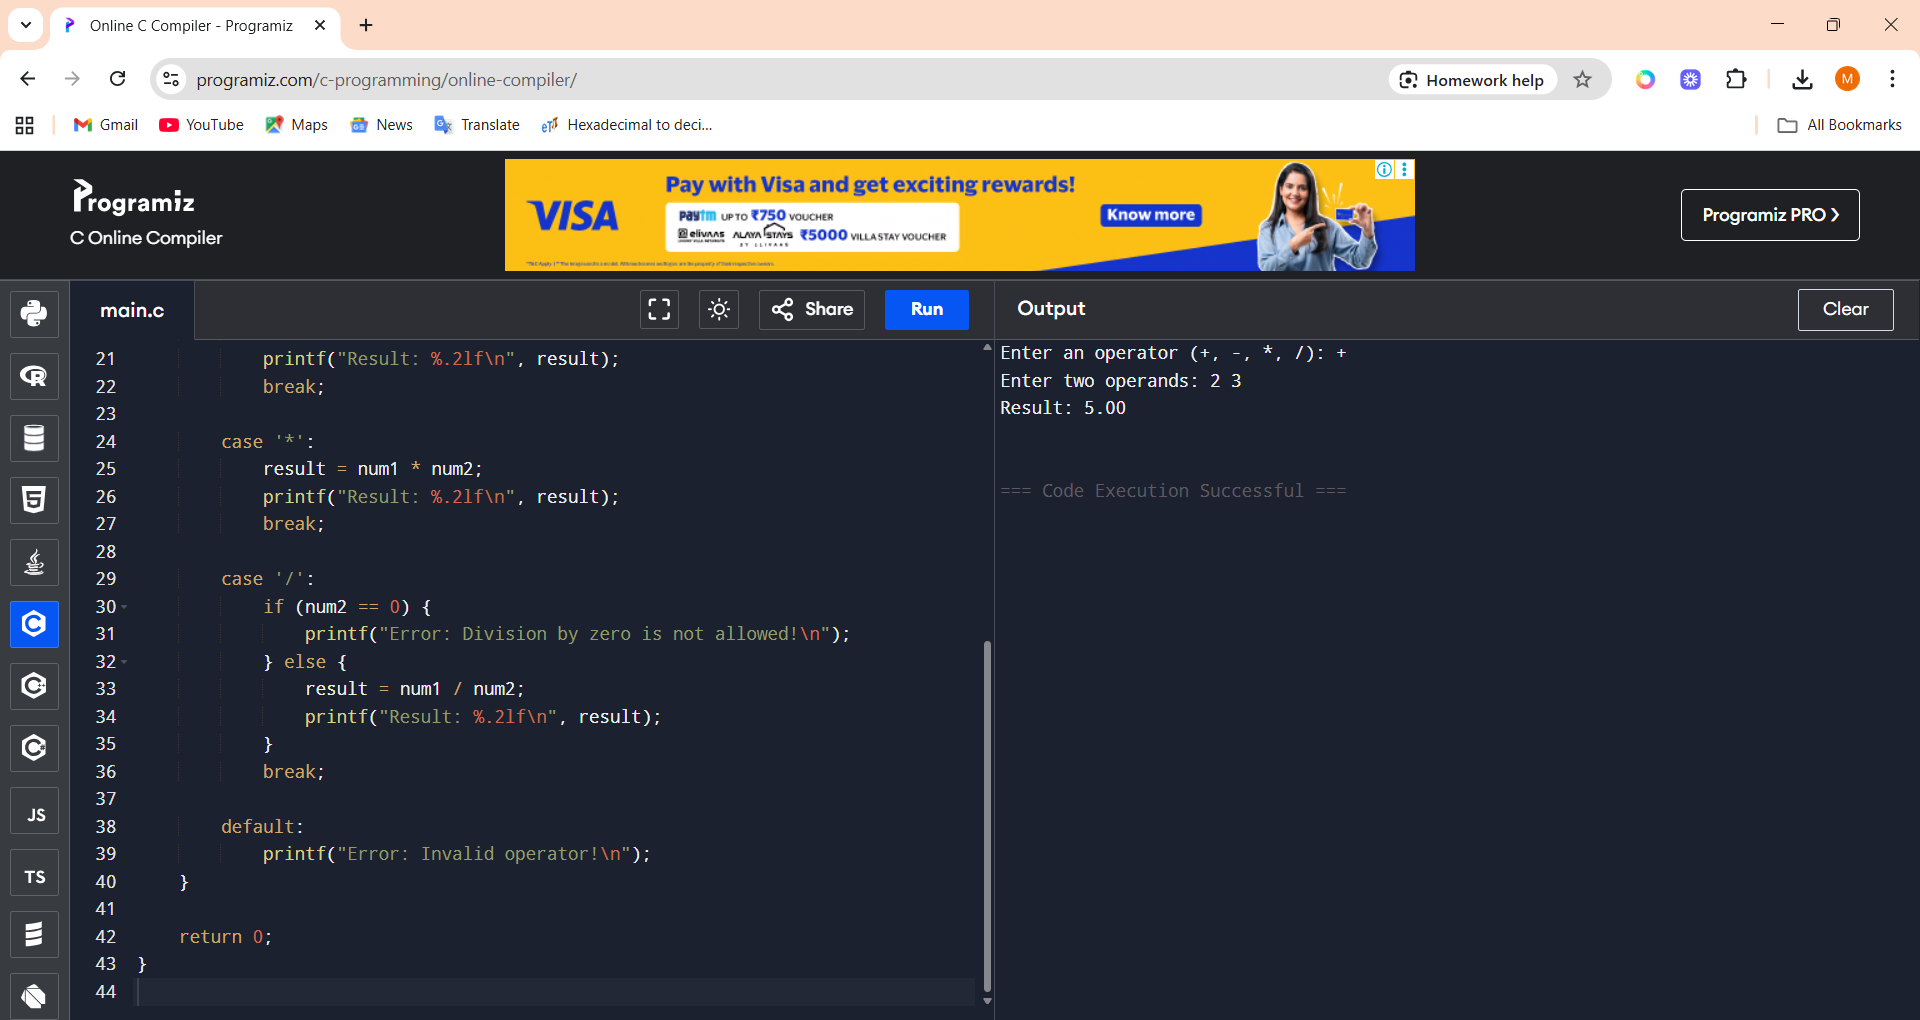 Online C Compiler - Programiz
programiz.com/c-programming/online-compiler/
Homework help
M
Gmail
YouTube
Maps
News
Translate
Hexadecimal to deci...
All Bookmarks
Programiz
C Online Compiler
VISA
Pay with Visa and get exciting rewards!
paytm UP TO ₹750 VOUCHER
elivaas ALAYA STAYS ₹5000 VILLA STAY VOUCHER
Know more
Programiz PRO ❯
main.c
Share
Run
Output
Clear
21 printf("Result: %.2lf\n", result);
22 break;
23
24 case '*':
25 result = num1 * num2;
26 printf("Result: %.2lf\n", result);
27 break;
28
29 case '/':
30 if (num2 == 0) {
31 printf("Error: Division by zero is not allowed!\n");
32 } else {
33 result = num1 / num2;
34 printf("Result: %.2lf\n", result);
35 }
36 break;
37
38 default:
39 printf("Error: Invalid operator!\n");
40 }
41
42 return 0;
43 }
44
Enter an operator (+, -, *, /): +
Enter two operands: 2 3
Result: 5.00
=== Code Execution Successful ===
JS
TS